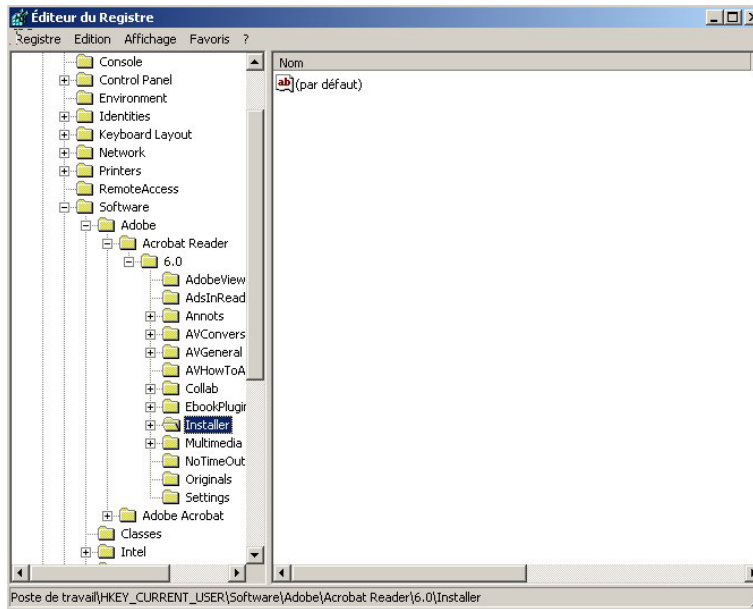 Éditeur du Registre
Registre Edition Affichage Favoris ?
Console
Control Panel
Environment
Identities
Keyboard Layout
Network
Printers
RemoteAccess
Software
Adobe
Acrobat Reader
6.0
AdobeView
AdsInRead
Annots
AVConvers
AVGeneral
AVHowToA
Collab
EbookPlugir
Installer
Multimedia
NoTimeOut
Originals
Settings
Adobe Acrobat
Classes
Intel
Nom
ab (par défaut)
Poste de travail\HKEY_CURRENT_USER\Software\Adobe\Acrobat Reader\6.0\Installer